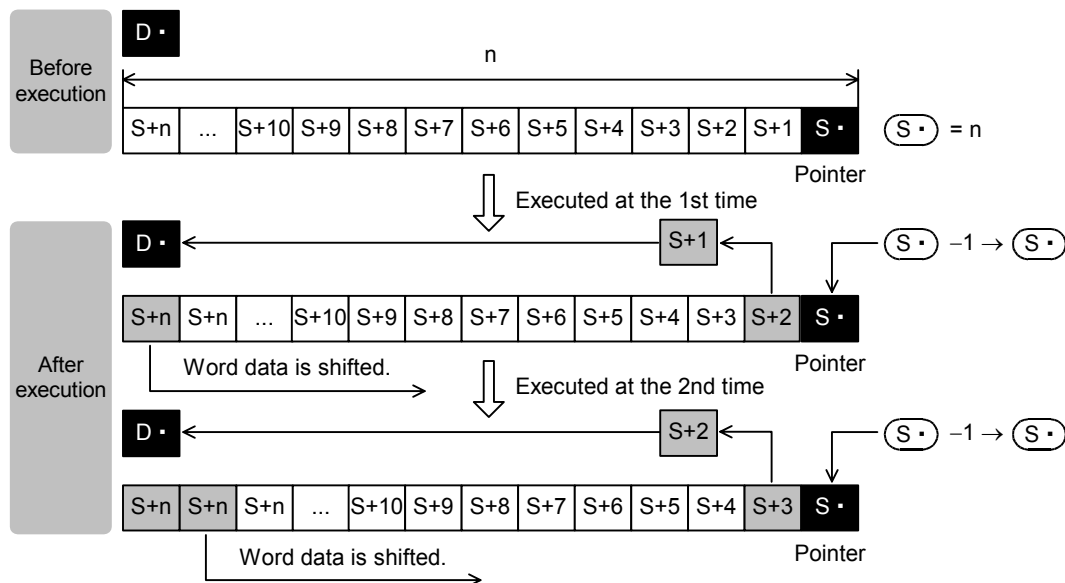 Before
execution
D・
n
S+n ... S+10 S+9 S+8 S+7 S+6 S+5 S+4 S+3 S+2 S+1 S・ S・ = n
Pointer
Executed at the 1st time
After
execution
D・ S+1 S・ −1 → S・
S+n S+n ... S+10 S+9 S+8 S+7 S+6 S+5 S+4 S+3 S+2 S・
Pointer
Word data is shifted.
Executed at the 2nd time
D・ S+2 S・ −1 → S・
S+n S+n S+n ... S+10 S+9 S+8 S+7 S+6 S+5 S+4 S+3 S・
Pointer
Word data is shifted.